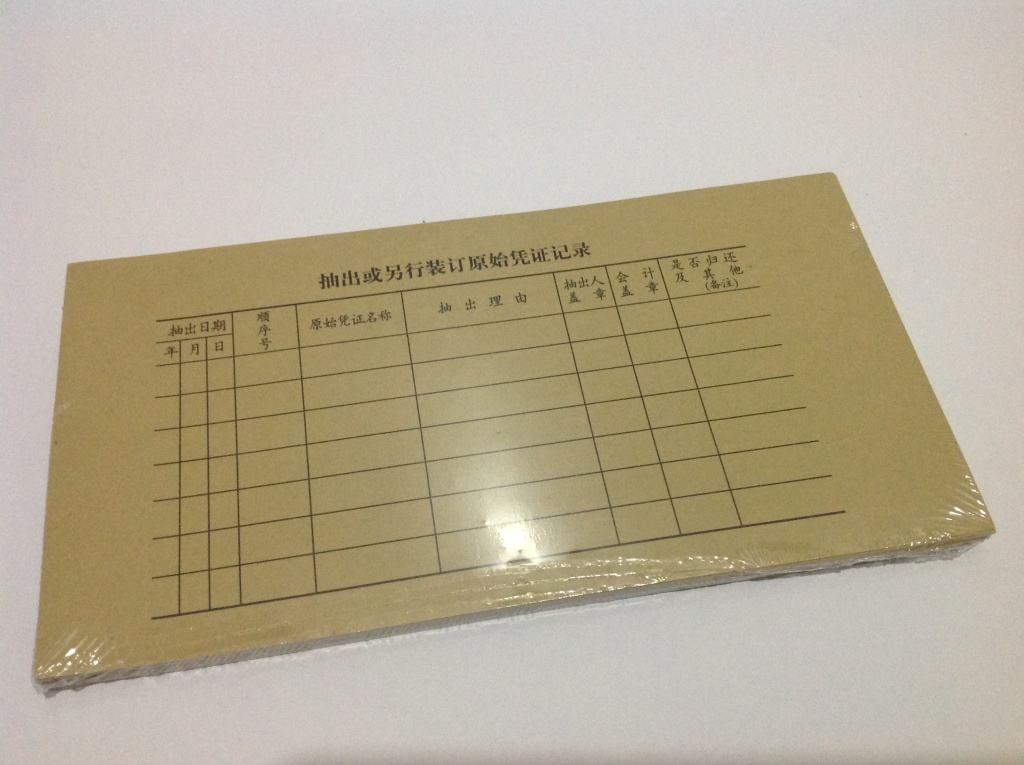 抽出或另行装订原始凭证记录
抽出日期
年 月 日
顺序号
原始凭证名称
抽出理由
抽出人
盖章
会计
盖章
是否归还
及其他
(备注)